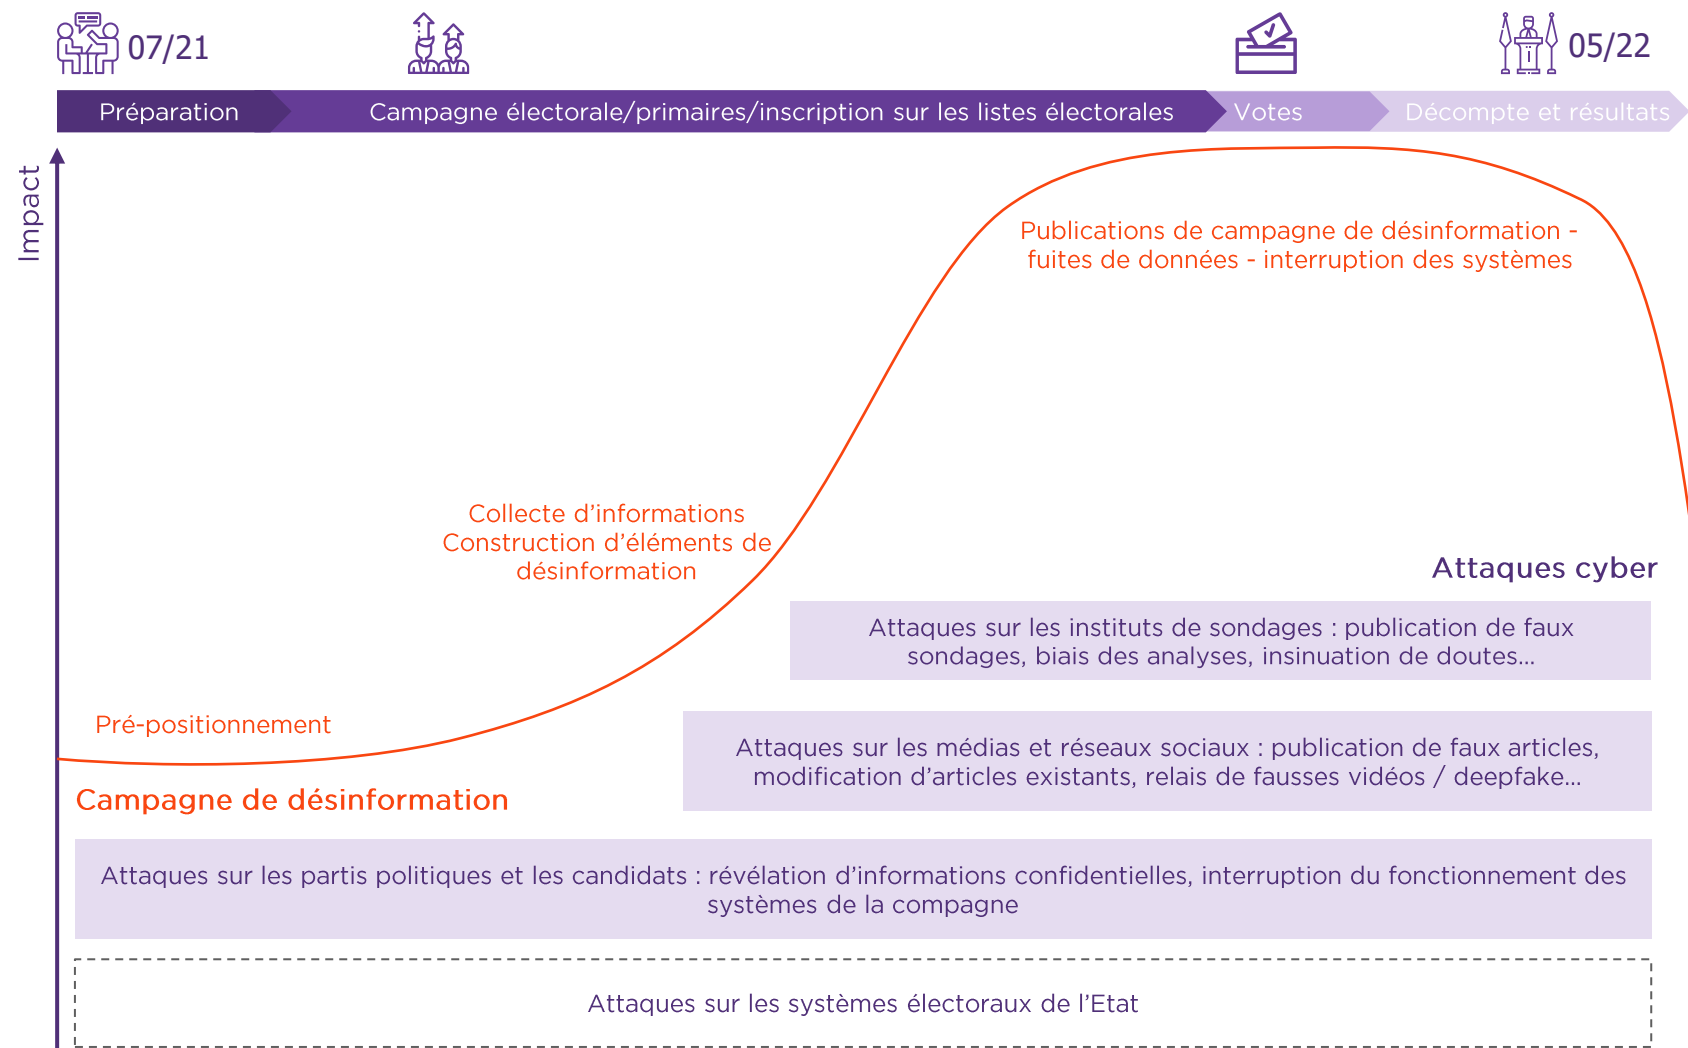 07/21
05/22
Préparation
Campagne électorale/primaires/inscription sur les listes électorales
Votes
Décompte et résultats
Impact
Publications de campagne de désinformation -
fuites de données - interruption des systèmes
Collecte d’informations
Construction d’éléments de
désinformation
Attaques cyber
Attaques sur les instituts de sondages : publication de faux
sondages, biais des analyses, insinuation de doutes...
Pré-positionnement
Attaques sur les médias et réseaux sociaux : publication de faux articles,
modification d’articles existants, relais de fausses vidéos / deepfake...
Campagne de désinformation
Attaques sur les partis politiques et les candidats : révélation d’informations confidentielles, interruption du fonctionnement des
systèmes de la compagne
Attaques sur les systèmes électoraux de l’Etat